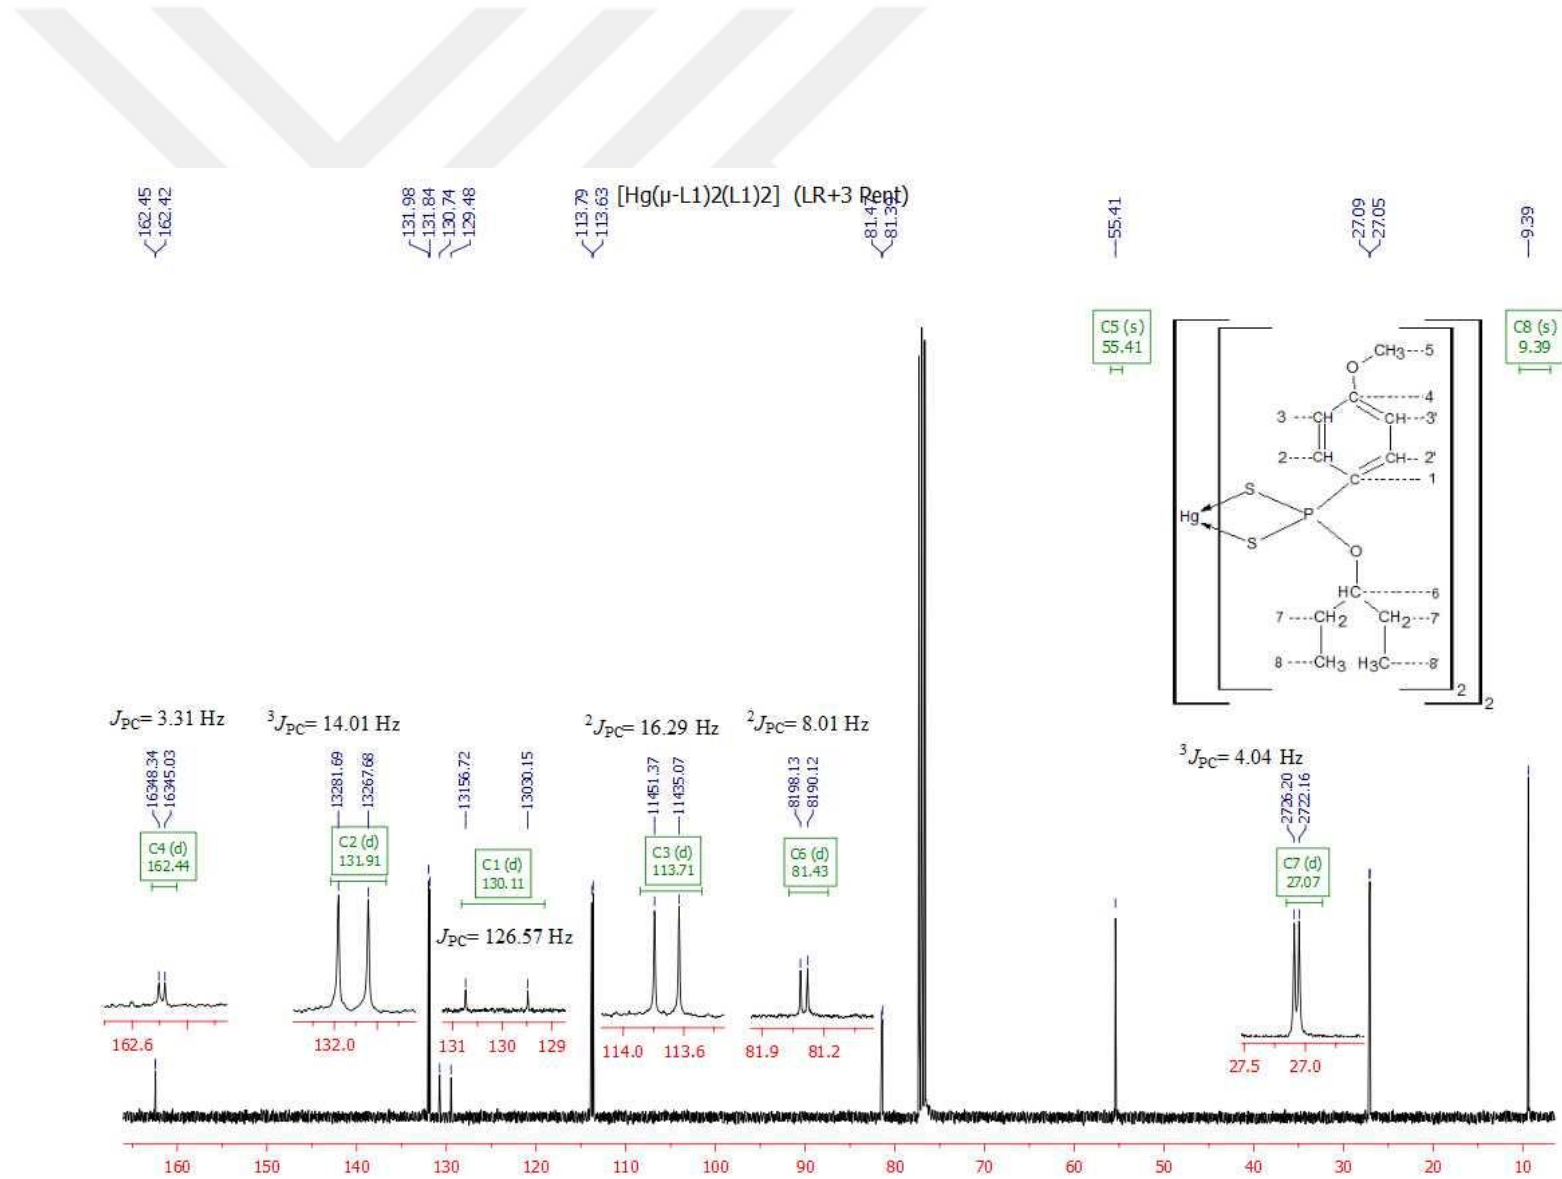 [Hg(μ-L1)2(L1)2] (LR+3 Pent)
162.45
162.42
131.98
131.84
130.74
129.48
113.79
113.63
81.47
81.39
55.41
27.09
27.05
9.39
C5 (s)
55.41
C8 (s)
9.39
CH3---5
O
C 4
3 ---CH CH---3'
2----CH CH-- 2'
C 1
S
Hg P
S
O
HC 6
7 ----CH2 CH2---7'
8 ----CH3 H3C-----8'
2
2
JPC= 3.31 Hz
3JPC= 14.01 Hz
2JPC= 16.29 Hz
2JPC= 8.01 Hz
3JPC= 4.04 Hz
16348.34
16345.03
13281.69
13267.68
13156.72
13030.15
11451.37
11435.07
8198.13
8190.12
2726.20
2722.16
C4 (d)
162.44
C2 (d)
131.91
C1 (d)
130.11
C3 (d)
113.71
C6 (d)
81.43
C7 (d)
27.07
JPC= 126.57 Hz
162.6
132.0
131 130 129
114.0 113.6
81.9 81.2
27.5 27.0
160 150 140 130 120 110 100 90 80 70 60 50 40 30 20 10